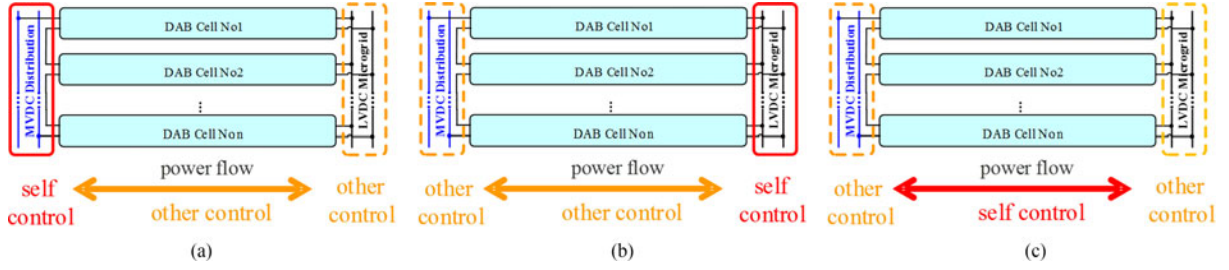 MVDC Distribution
DAB Cell No1
DAB Cell No2
...
DAB Cell Non
LVDC Microgrid
power flow
self control
other control
other control
(a)
MVDC Distribution
DAB Cell No1
DAB Cell No2
...
DAB Cell Non
LVDC Microgrid
power flow
other control
other control
self control
(b)
MVDC Distribution
DAB Cell No1
DAB Cell No2
...
DAB Cell Non
LVDC Microgrid
power flow
other control
self control
other control
(c)